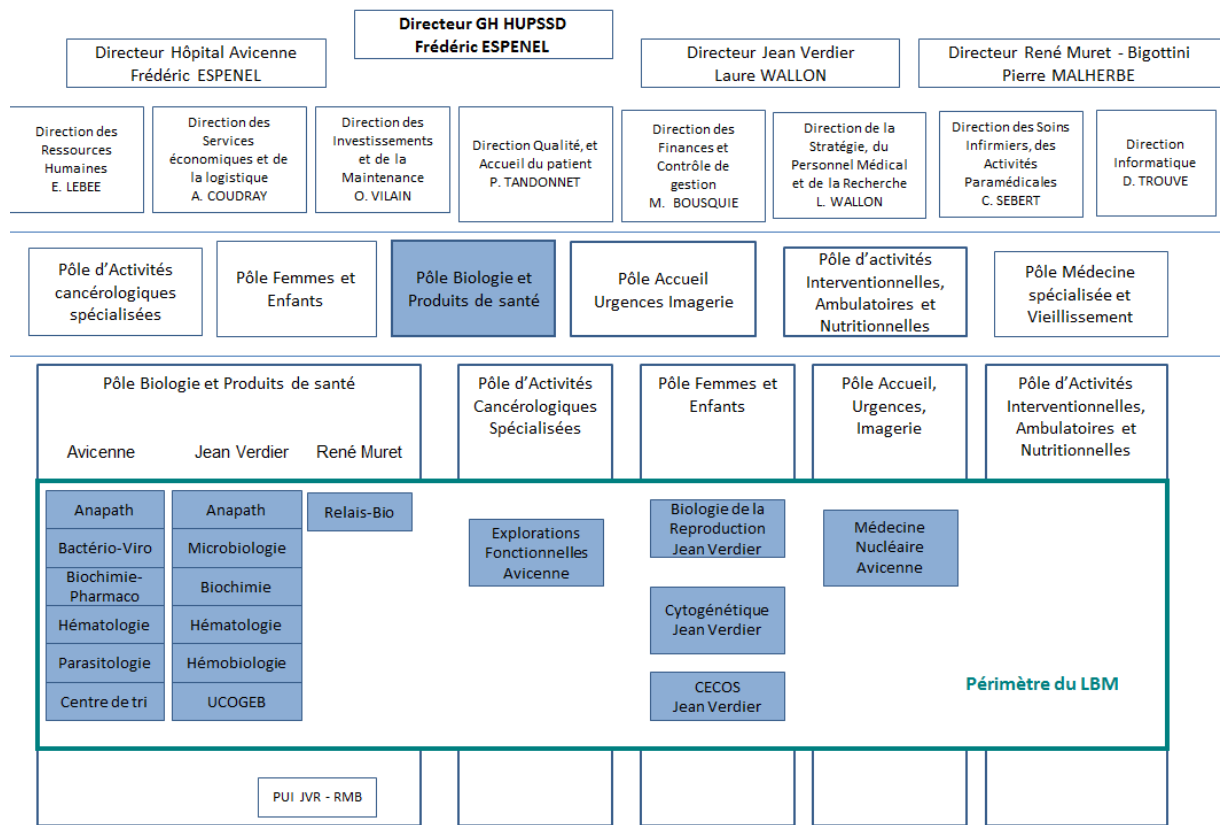 Directeur GH HUPSSD
Frédéric ESPENEL
Directeur Hôpital Avicenne
Frédéric ESPENEL
Directeur Jean Verdier
Laure WALLON
Directeur René Muret - Bigottini
Pierre MALHERBE
Direction des
Ressources
Humaines
E. LEBEE
Direction des
Services
économiques et de
la logistique
A. COUDRAY
Direction des
Investissements
et de la
Maintenance
O. VILAIN
Direction Qualité, et
Accueil du patient
P. TANDONNET
Direction des
Finances et
Contrôle de
gestion
M. BOUSQUIE
Direction de la
Stratégie, du
Personnel Médical
et de la Recherche
L. WALLON
Direction des Soins
Infirmiers, des
Activités
Paramédicales
C. SEBERT
Direction
Informatique
D. TROUVE
Pôle d’Activités
cancérologiques
spécialisées
Pôle Femmes et
Enfants
Pôle Biologie et
Produits de santé
Pôle Accueil
Urgences Imagerie
Pôle d’activités
Interventionnelles,
Ambulatoires et
Nutritionnelles
Pôle Médecine
spécialisée et
Vieillissement
Pôle Biologie et Produits de santé
Avicenne
Jean Verdier
René Muret
Pôle d’Activités
Cancérologiques
Spécialisées
Pôle Femmes et
Enfants
Pôle Accueil,
Urgences,
Imagerie
Pôle d’Activités
Interventionnelles,
Ambulatoires et
Nutritionnelles
Anapath
Bactério-Viro
Biochimie-
Pharmaco
Hématologie
Parasitologie
Centre de tri
Anapath
Microbiologie
Biochimie
Hématologie
Hémobiologie
UCOGEB
Relais-Bio
Explorations
Fonctionnelles
Avicenne
Biologie de la
Reproduction
Jean Verdier
Cytogénétique
Jean Verdier
CECOS
Jean Verdier
Médecine
Nucléaire
Avicenne
Périmètre du LBM
PUI JVR - RMB